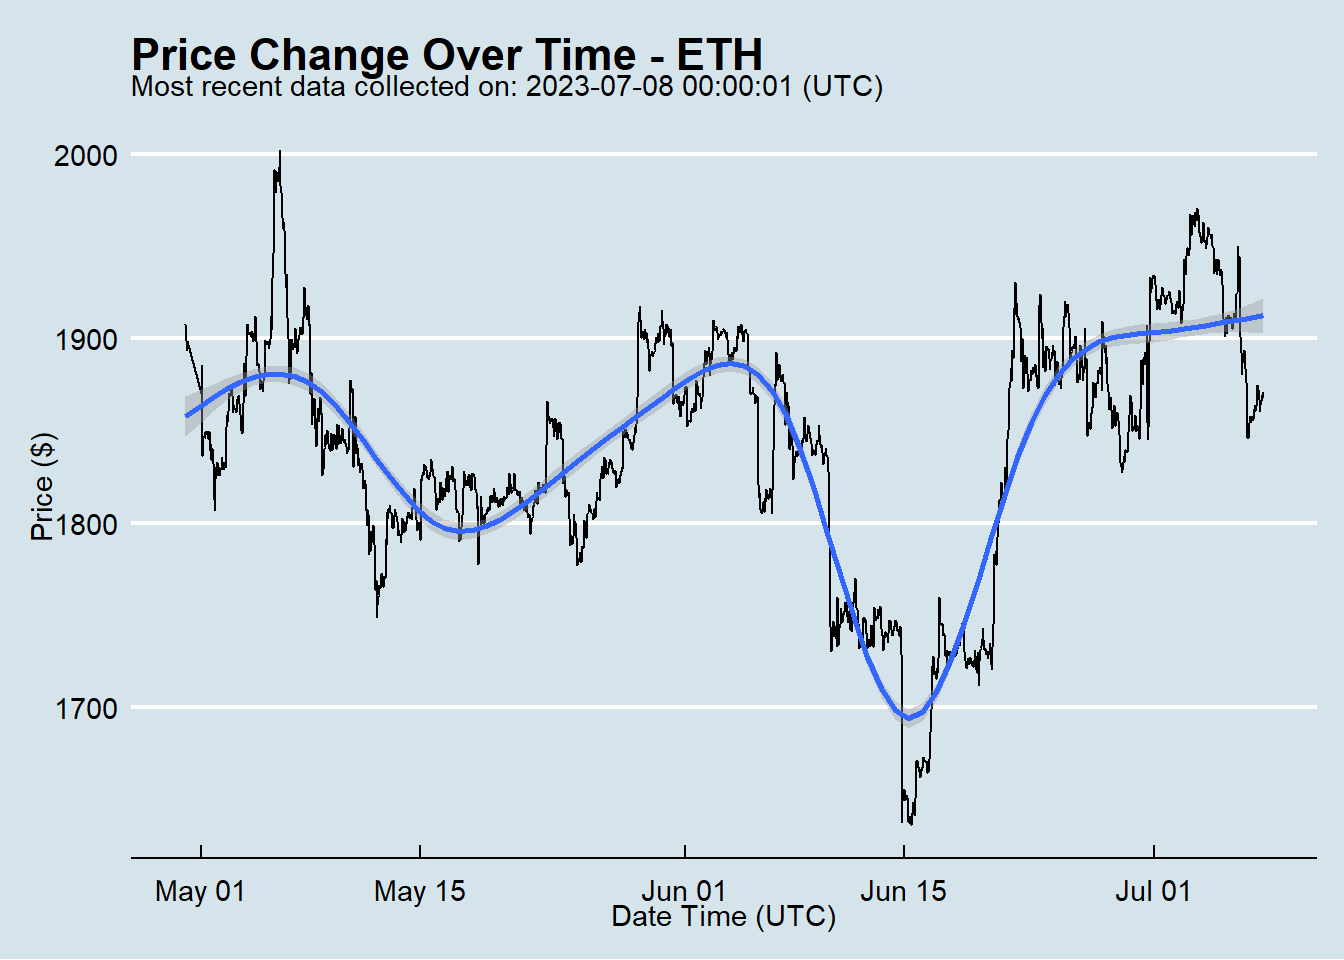 Price Change Over Time - ETH
Most recent data collected on: 2023-07-08 00:00:01 (UTC)
2000
1900
1800
1700
Price ($)
May 01 May 15 Jun 01 Jun 15 Jul 01
Date Time (UTC)